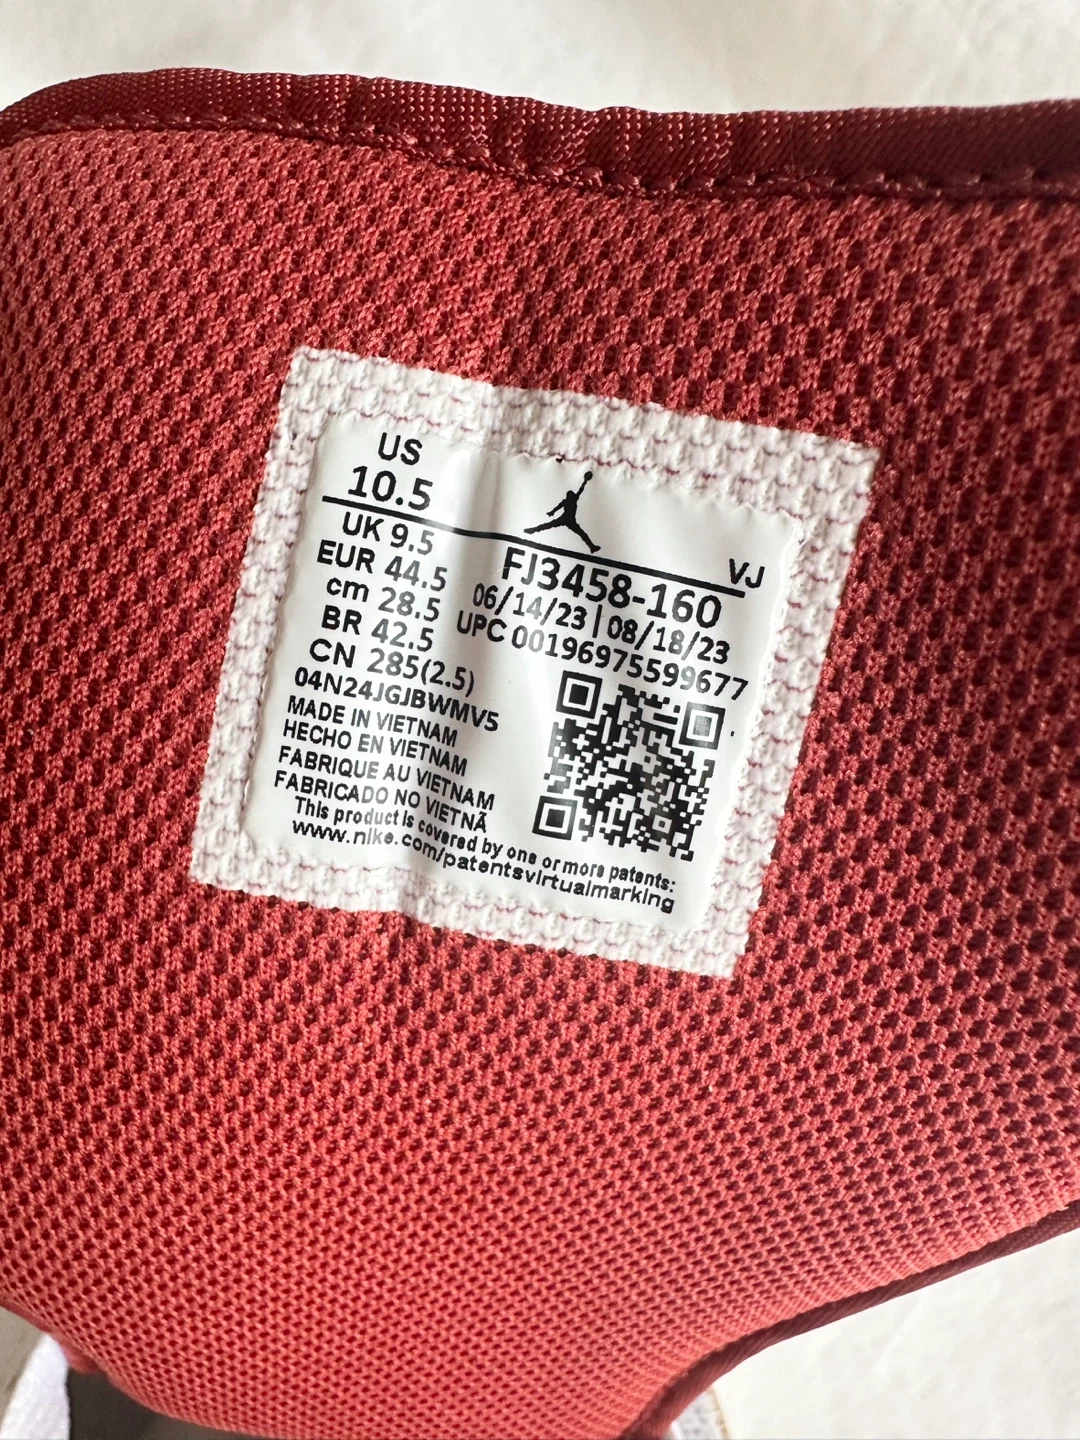 US
10.5
VJ
UK 9.5
EUR 44.5
cm 28.5
BR 42.5
CN 285(2.5)
FJ3458-160
06/14/23 | 08/18/23
UPC 00196975599677
04N24JGJBWMV5
MADE IN VIETNAM
HECHO EN VIETNAM
FABRIQUE AU VIETNAM
FABRICADO NO VIETNÃ
This product is covered by one or more patents:
www.nike.com/patentsvirtualmarking